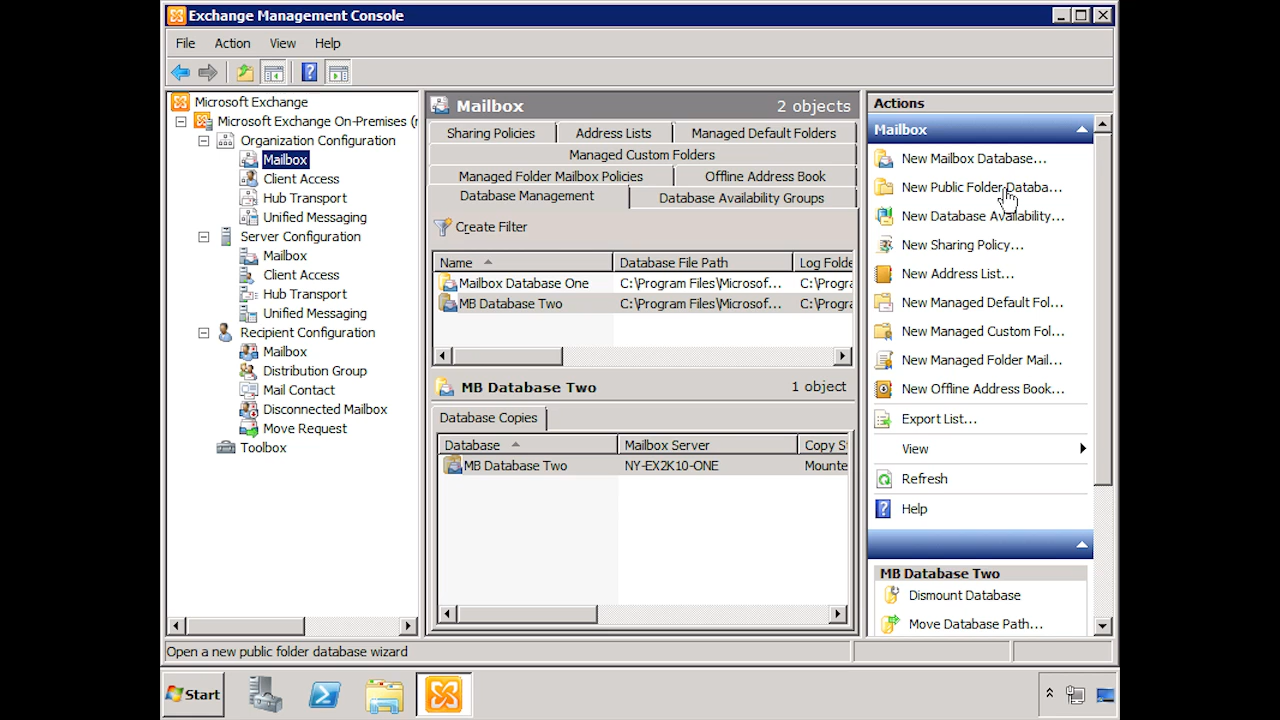 Exchange Management Console
File Action View Help
Microsoft Exchange
Microsoft Exchange On-Premises (
Organization Configuration
Mailbox
Client Access
Hub Transport
Unified Messaging
Server Configuration
Mailbox
Client Access
Hub Transport
Unified Messaging
Recipient Configuration
Mailbox
Distribution Group
Mail Contact
Disconnected Mailbox
Move Request
Toolbox
Mailbox 2 objects
Sharing Policies Address Lists Managed Default Folders
Managed Custom Folders
Managed Folder Mailbox Policies Offline Address Book
Database Management Database Availability Groups
Create Filter
Name Database File Path Log Folde
Mailbox Database One C:\Program Files\Microsof... C:\Progra
MB Database Two C:\Program Files\Microsof... C:\Progra
MB Database Two 1 object
Database Copies
Database Mailbox Server Copy S
MB Database Two NY-EX2K10-ONE Mounte
Actions
Mailbox
New Mailbox Database...
New Public Folder Databa...
New Database Availability...
New Sharing Policy...
New Address List...
New Managed Default Fol...
New Managed Custom Fol...
New Managed Folder Mail...
New Offline Address Book...
Export List...
View
Refresh
Help
MB Database Two
Dismount Database
Move Database Path...
Open a new public folder database wizard
Start